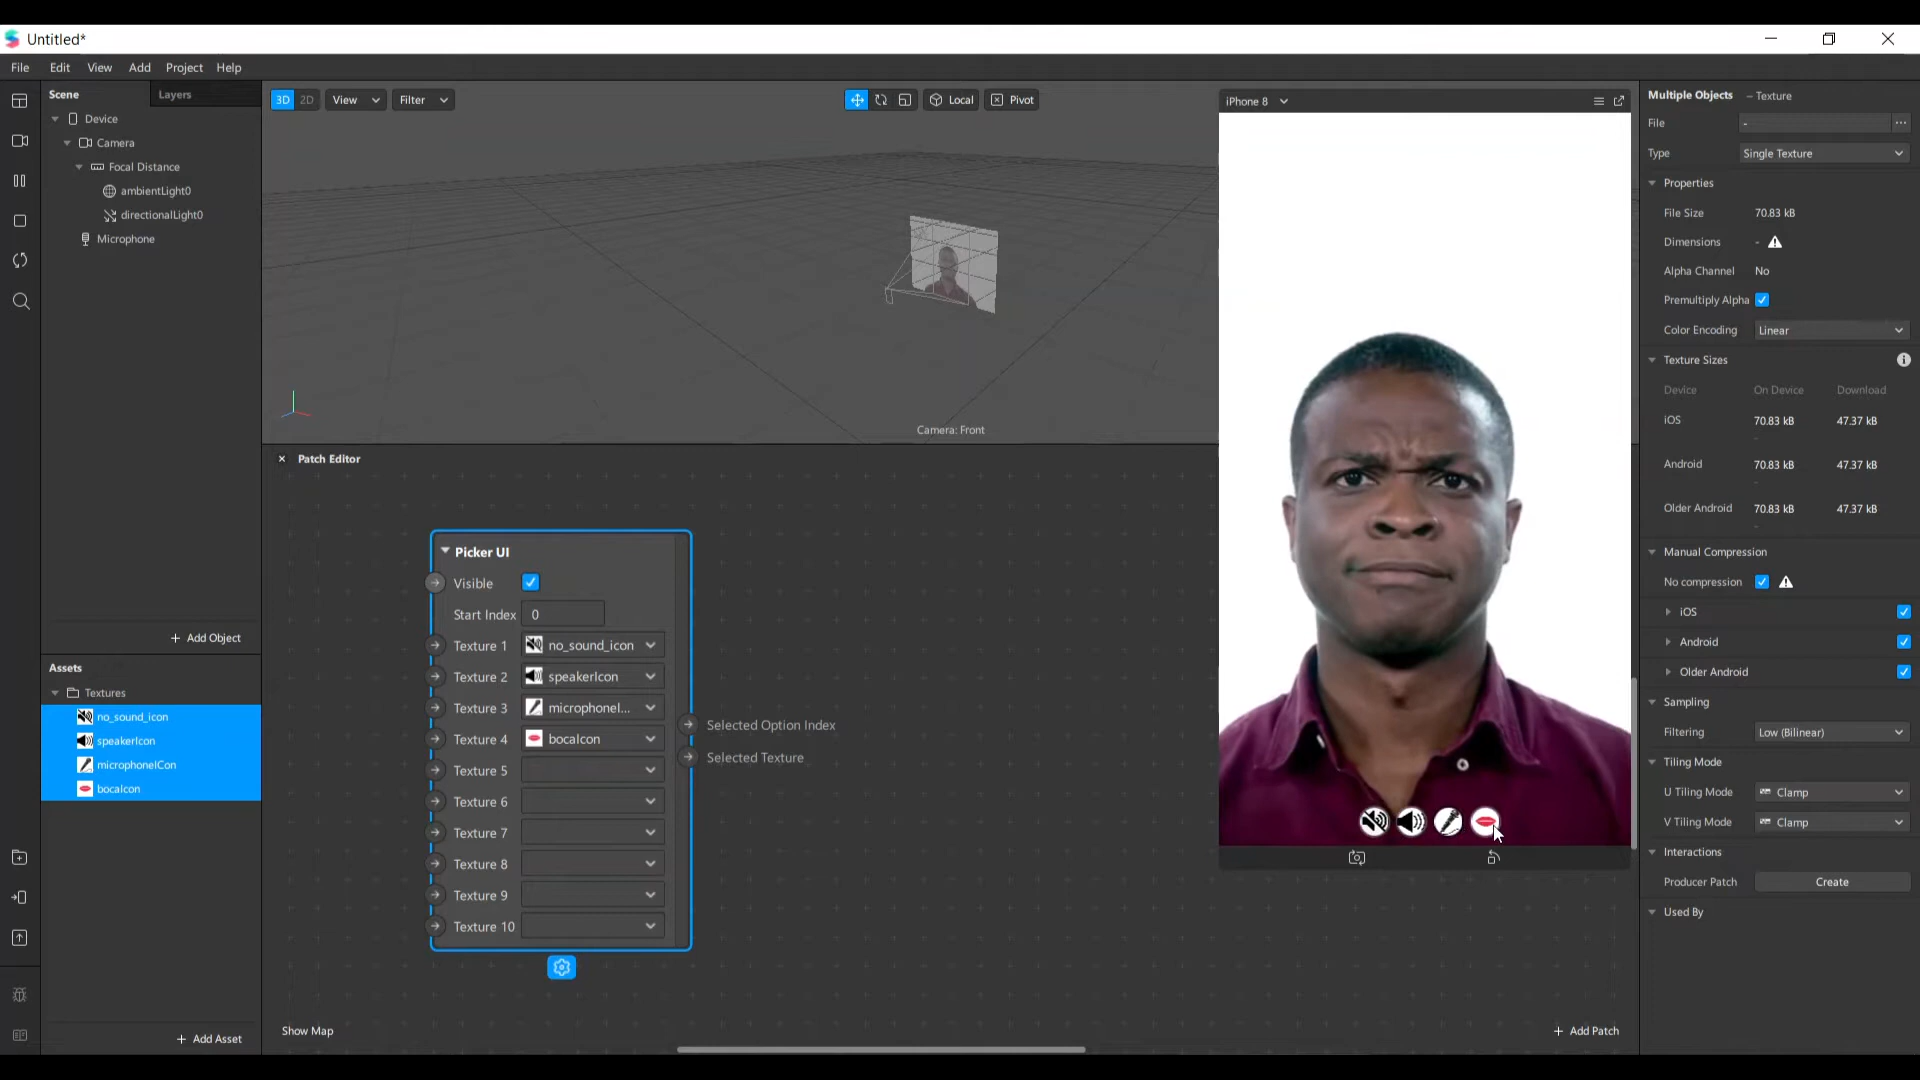 Untitled*
File Edit View Add Project Help
Scene Layers
Device
Camera
Focal Distance
ambientLight0
directionalLight0
Microphone
+ Add Object
Assets
Textures
no_sound_icon
speakerIcon
microphoneICon
bocaIcon
+ Add Asset
3D 2D View Filter Local Pivot
Camera: Front
iPhone 8
Patch Editor
Picker UI
Visible
Start Index 0
Texture 1 no_sound_icon
Texture 2 speakerIcon
Texture 3 microphoneI...
Texture 4 bocaIcon
Texture 5
Texture 6
Texture 7
Texture 8
Texture 9
Texture 10
Selected Option Index
Selected Texture
Show Map
+ Add Patch
Multiple Objects – Texture
File -
Type Single Texture
Properties
File Size 70.83 kB
Dimensions -
Alpha Channel No
Premultiply Alpha
Color Encoding Linear
Texture Sizes
Device On Device Download
iOS 70.83 kB 47.37 kB
-
Android 70.83 kB 47.37 kB
-
Older Android 70.83 kB 47.37 kB
-
Manual Compression
No compression
iOS
Android
Older Android
Sampling
Filtering Low (Bilinear)
Tiling Mode
U Tiling Mode Clamp
V Tiling Mode Clamp
Interactions
Producer Patch Create
Used By